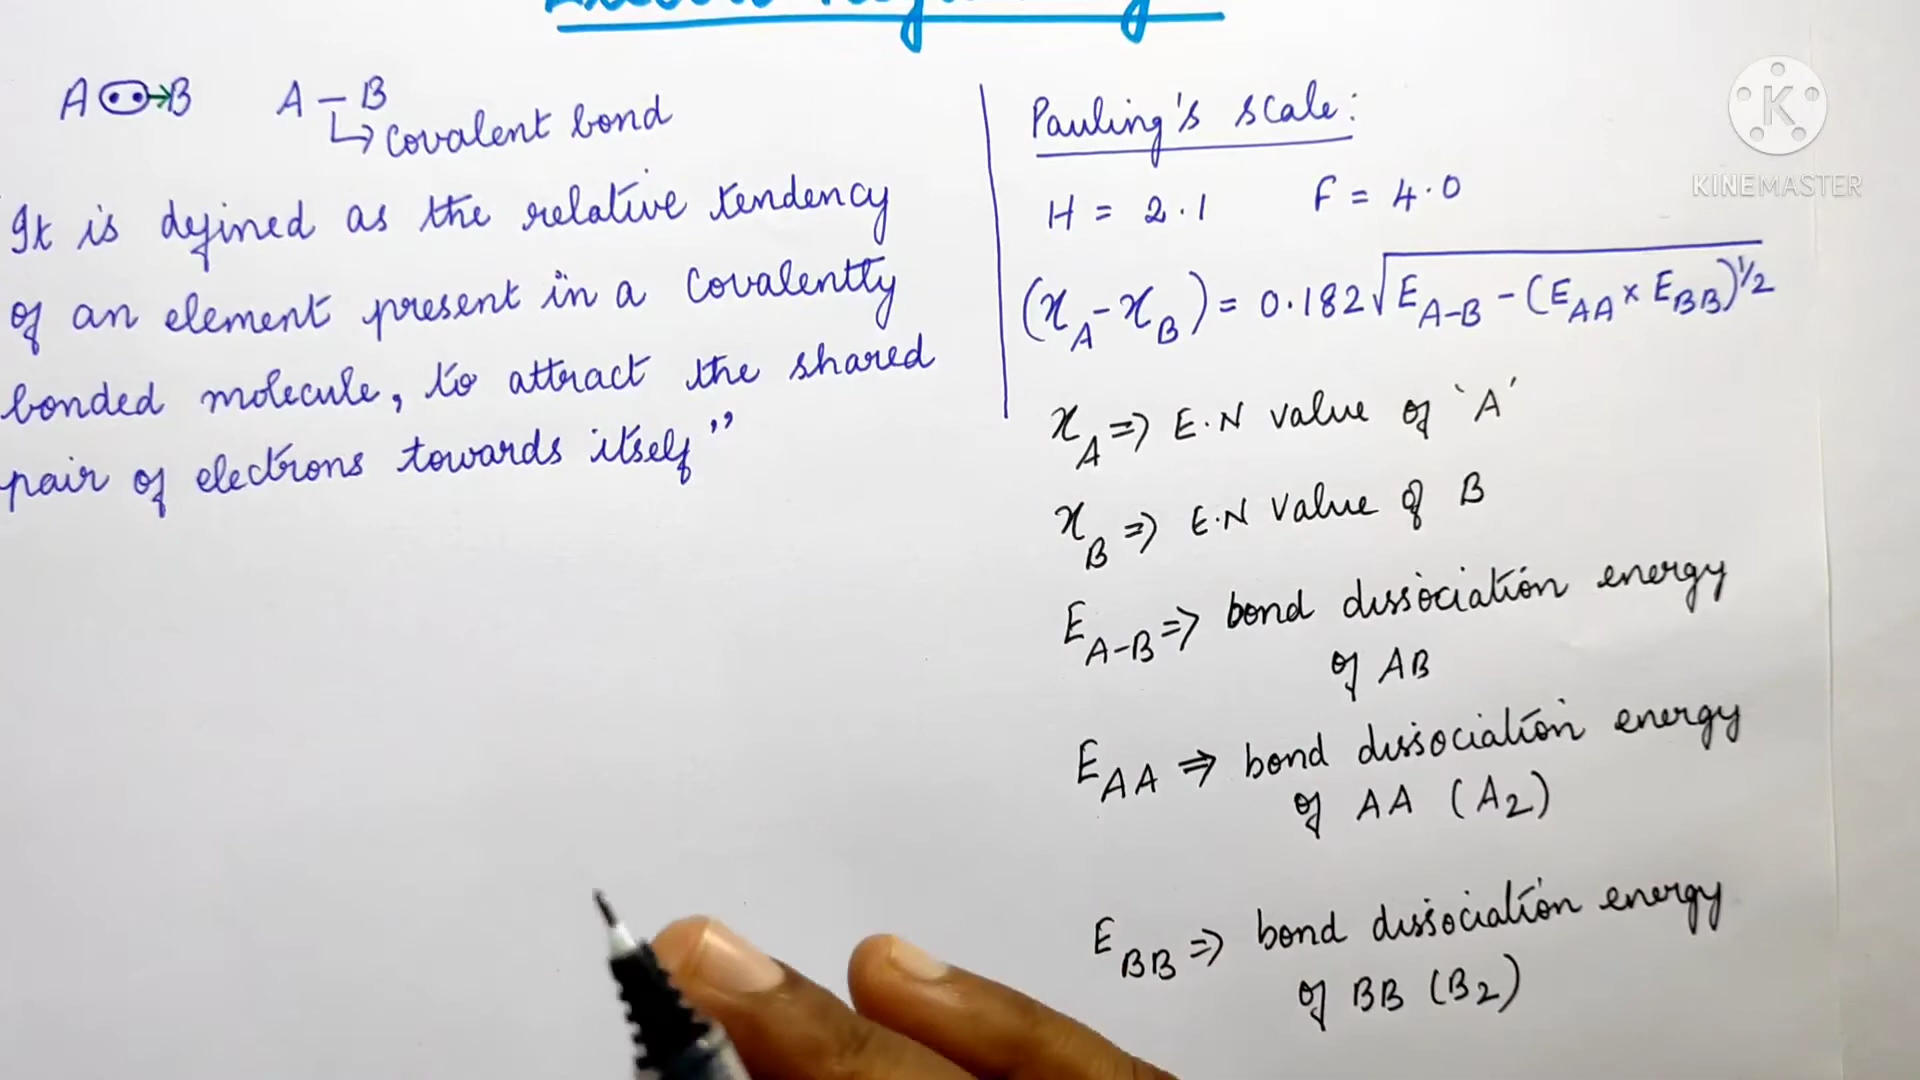 A B A – B
↳ Covalent bond
It is defined as the relative tendency
of an element present in a covalently
bonded molecule, to attract the shared
pair of electrons towards itself”
Pauling's scale:
H = 2.1 F = 4.0
(x_A - x_B) = 0.182√E_A-B - (E_AA × E_BB)^1/2
x_A => E.N value of 'A'
x_B => E.N value of B
E_A-B => bond dissociation energy
of AB
E_AA => bond dissociation energy
of AA (A2)
E_BB => bond dissociation energy
of BB (B2)
K
KINEMASTER